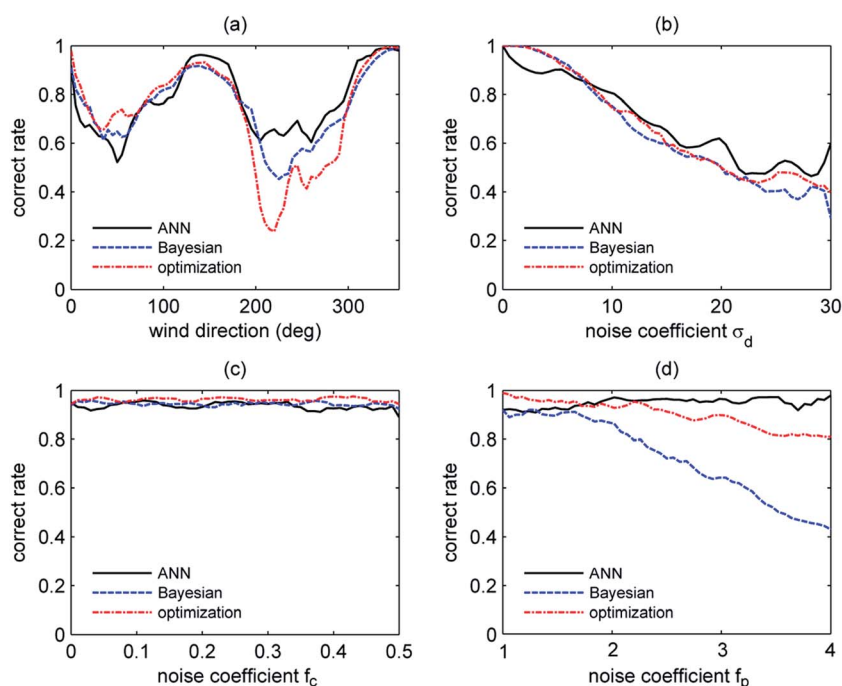 (a)
correct rate
1
0.8
0.6
0.4
0.2
0
ANN
Bayesian
optimization
0 100 200 300
wind direction (deg)
(b)
correct rate
1
0.8
0.6
0.4
0.2
0
ANN
Bayesian
optimization
0 10 20 30
noise coefficient σd
(c)
correct rate
1
0.8
0.6
0.4
0.2
0
ANN
Bayesian
optimization
0 0.1 0.2 0.3 0.4 0.5
noise coefficient fc
(d)
correct rate
1
0.8
0.6
0.4
0.2
0
ANN
Bayesian
optimization
1 2 3 4
noise coefficient fp